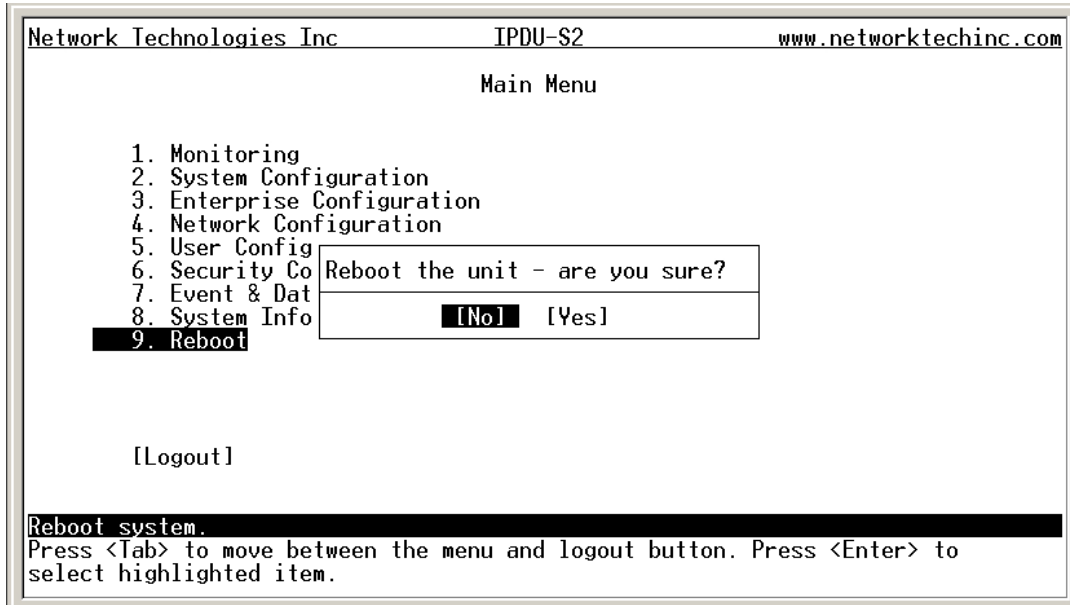 Network Technologies Inc IPDU-S2 www.networktechinc.com
Main Menu
1. Monitoring
2. System Configuration
3. Enterprise Configuration
4. Network Configuration
5. User Config
6. Security Co
7. Event & Dat
8. System Info
9. Reboot
Reboot the unit - are you sure?
[No] [Yes]
[Logout]
Reboot system.
Press <Tab> to move between the menu and logout button. Press <Enter> to
select highlighted item.